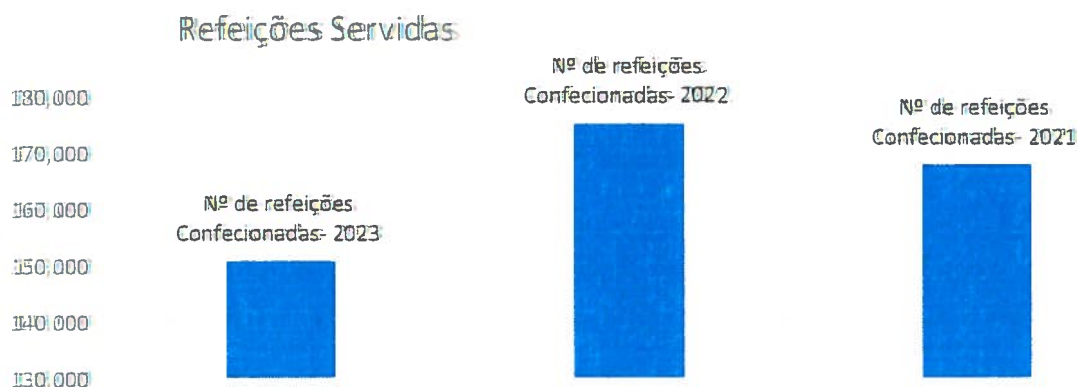 Refeições Servidas
180,000
170,000
160,000
150,000
140,000
130,000
Nº de refeições
Confecionadas- 2023
Nº de refeições
Confecionadas- 2022
Nº de refeições
Confecionadas- 2021